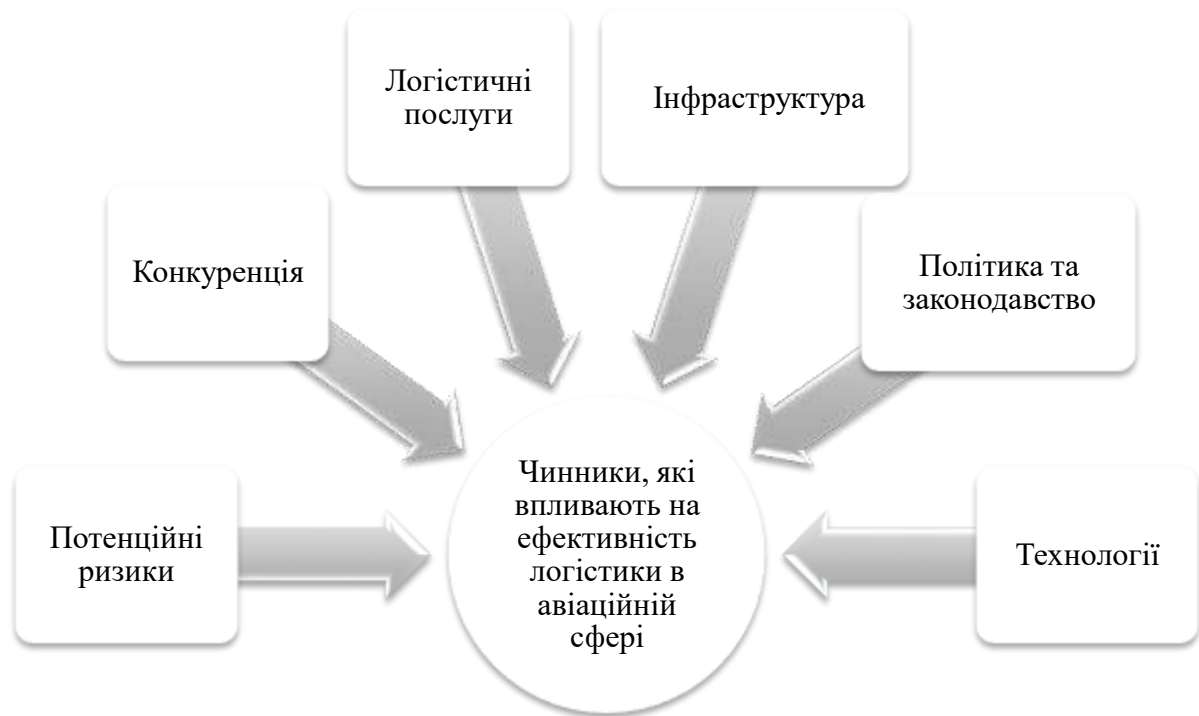 Логістичні
послуги
Інфраструктура
Конкуренція
Політика та
законодавство
Потенційні
ризики
Чинники, які
впливають на
ефективність
логістики в
авіаційній
сфері
Технології